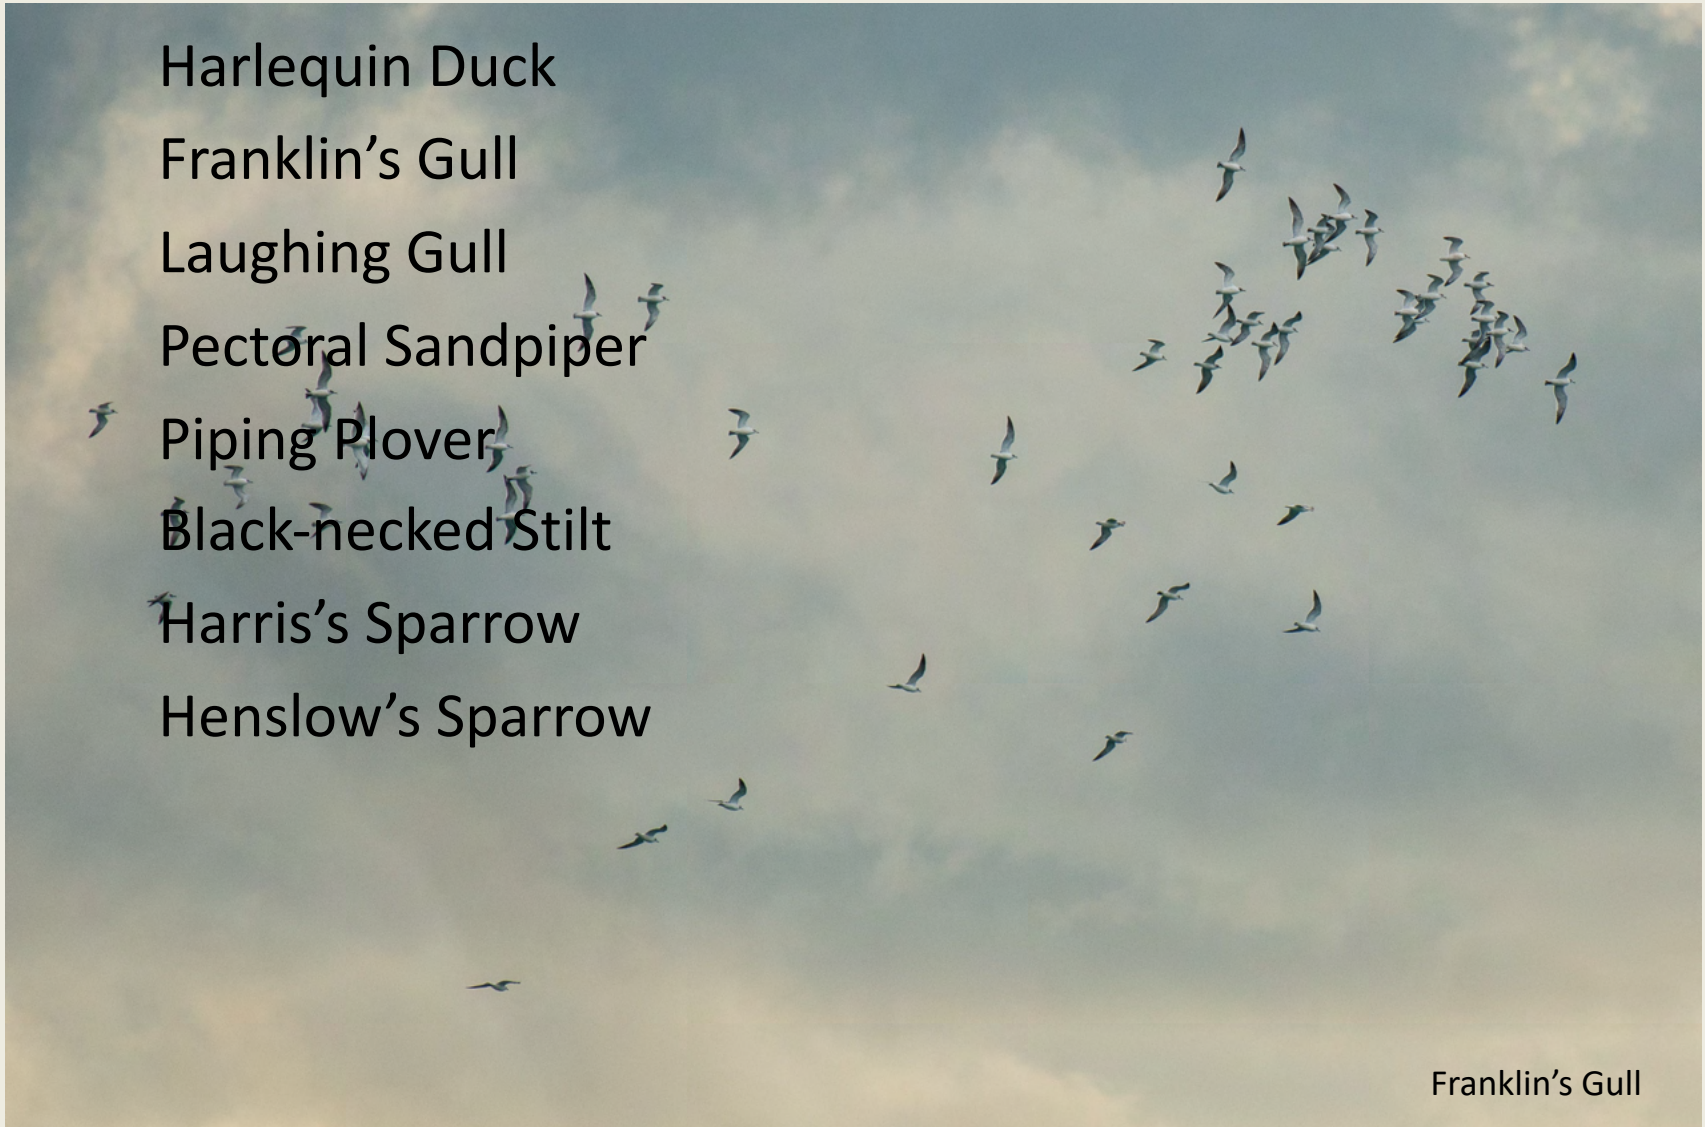 Harlequin Duck
Franklin’s Gull
Laughing Gull
Pectoral Sandpiper
Piping Plover
Black-necked Stilt
Harris’s Sparrow
Henslow’s Sparrow
Franklin’s Gull